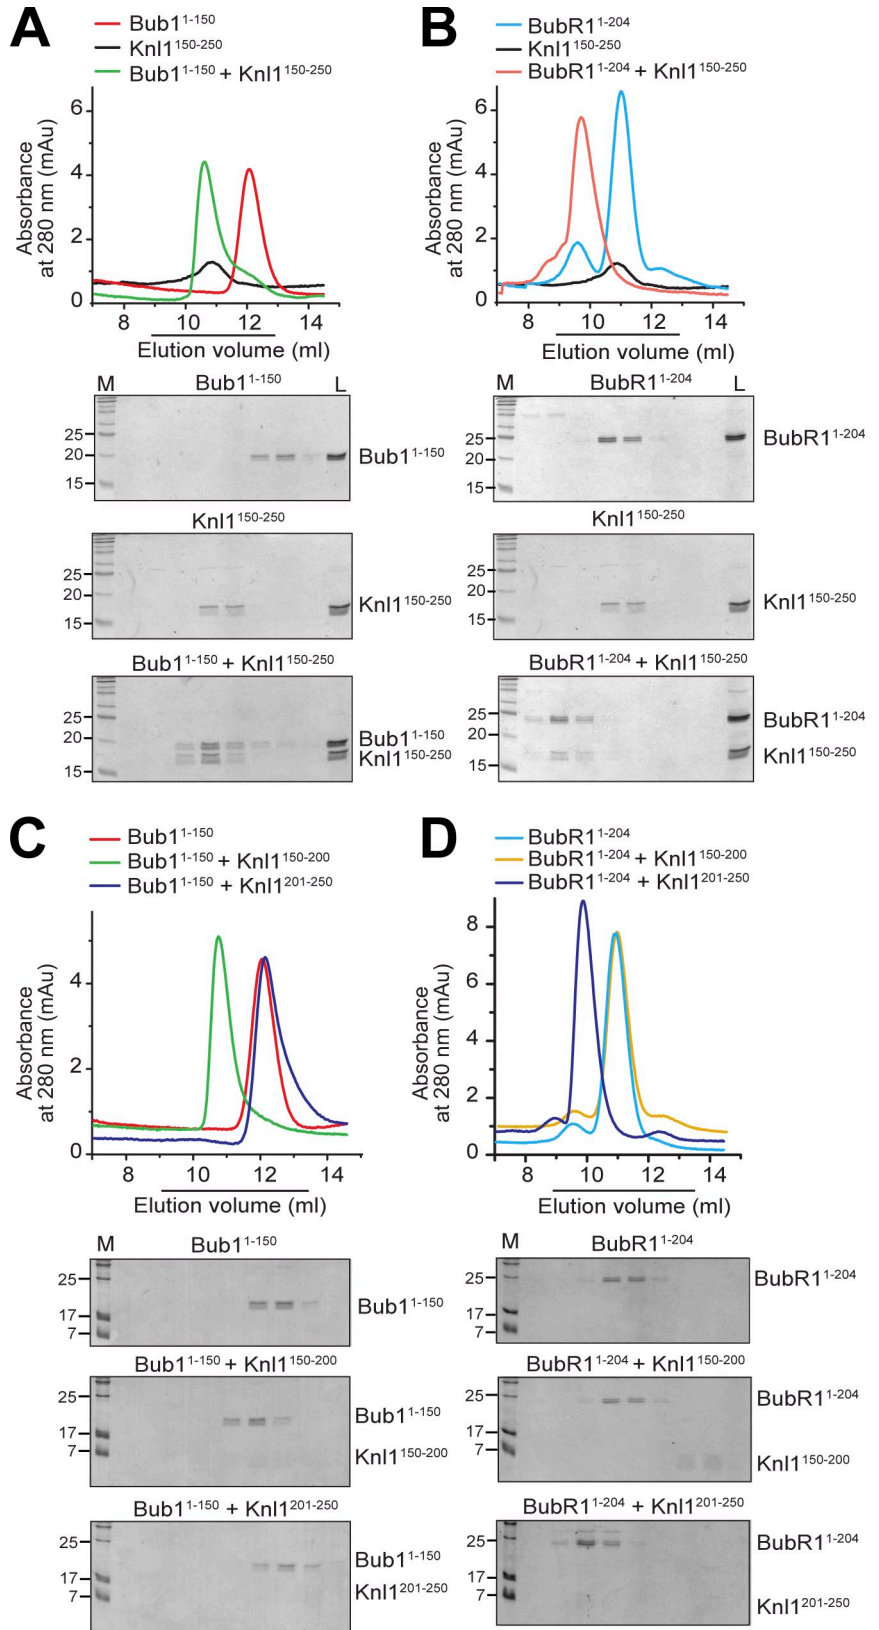 A
Bub1¹⁻¹⁵⁰
Knl1¹⁵⁰⁻²⁵⁰
Bub1¹⁻¹⁵⁰ + Knl1¹⁵⁰⁻²⁵⁰
Absorbance
at 280 nm (mAu)
6
4
2
0
8 10 12 14
Elution volume (ml)
M Bub1¹⁻¹⁵⁰ L
25
20
15
Bub1¹⁻¹⁵⁰
Knl1¹⁵⁰⁻²⁵⁰
25
20
15
Knl1¹⁵⁰⁻²⁵⁰
Bub1¹⁻¹⁵⁰ + Knl1¹⁵⁰⁻²⁵⁰
25
20
15
Bub1¹⁻¹⁵⁰
Knl1¹⁵⁰⁻²⁵⁰
B
BubR1¹⁻²⁰⁴
Knl1¹⁵⁰⁻²⁵⁰
BubR1¹⁻²⁰⁴ + Knl1¹⁵⁰⁻²⁵⁰
Absorbance
at 280 nm (mAu)
6
4
2
0
8 10 12 14
Elution volume (ml)
M BubR1¹⁻²⁰⁴ L
25
20
15
BubR1¹⁻²⁰⁴
Knl1¹⁵⁰⁻²⁵⁰
25
20
15
Knl1¹⁵⁰⁻²⁵⁰
BubR1¹⁻²⁰⁴ + Knl1¹⁵⁰⁻²⁵⁰
25
20
15
BubR1¹⁻²⁰⁴
Knl1¹⁵⁰⁻²⁵⁰
C
Bub1¹⁻¹⁵⁰
Bub1¹⁻¹⁵⁰ + Knl1¹⁵⁰⁻²⁰⁰
Bub1¹⁻¹⁵⁰ + Knl1²⁰¹⁻²⁵⁰
Absorbance
at 280 nm (mAu)
4
2
0
8 10 12 14
Elution volume (ml)
M Bub1¹⁻¹⁵⁰
25
17
7
Bub1¹⁻¹⁵⁰
Bub1¹⁻¹⁵⁰ + Knl1¹⁵⁰⁻²⁰⁰
25
17
7
Bub1¹⁻¹⁵⁰
Knl1¹⁵⁰⁻²⁰⁰
Bub1¹⁻¹⁵⁰ + Knl1²⁰¹⁻²⁵⁰
25
17
7
Bub1¹⁻¹⁵⁰
Knl1²⁰¹⁻²⁵⁰
D
BubR1¹⁻²⁰⁴
BubR1¹⁻²⁰⁴ + Knl1¹⁵⁰⁻²⁰⁰
BubR1¹⁻²⁰⁴ + Knl1²⁰¹⁻²⁵⁰
Absorbance
at 280 nm (mAu)
8
6
4
2
0
8 10 12 14
Elution volume (ml)
M BubR1¹⁻²⁰⁴
25
17
7
BubR1¹⁻²⁰⁴
BubR1¹⁻²⁰⁴ + Knl1¹⁵⁰⁻²⁰⁰
25
17
7
BubR1¹⁻²⁰⁴
Knl1¹⁵⁰⁻²⁰⁰
BubR1¹⁻²⁰⁴ + Knl1²⁰¹⁻²⁵⁰
25
17
7
BubR1¹⁻²⁰⁴
Knl1²⁰¹⁻²⁵⁰